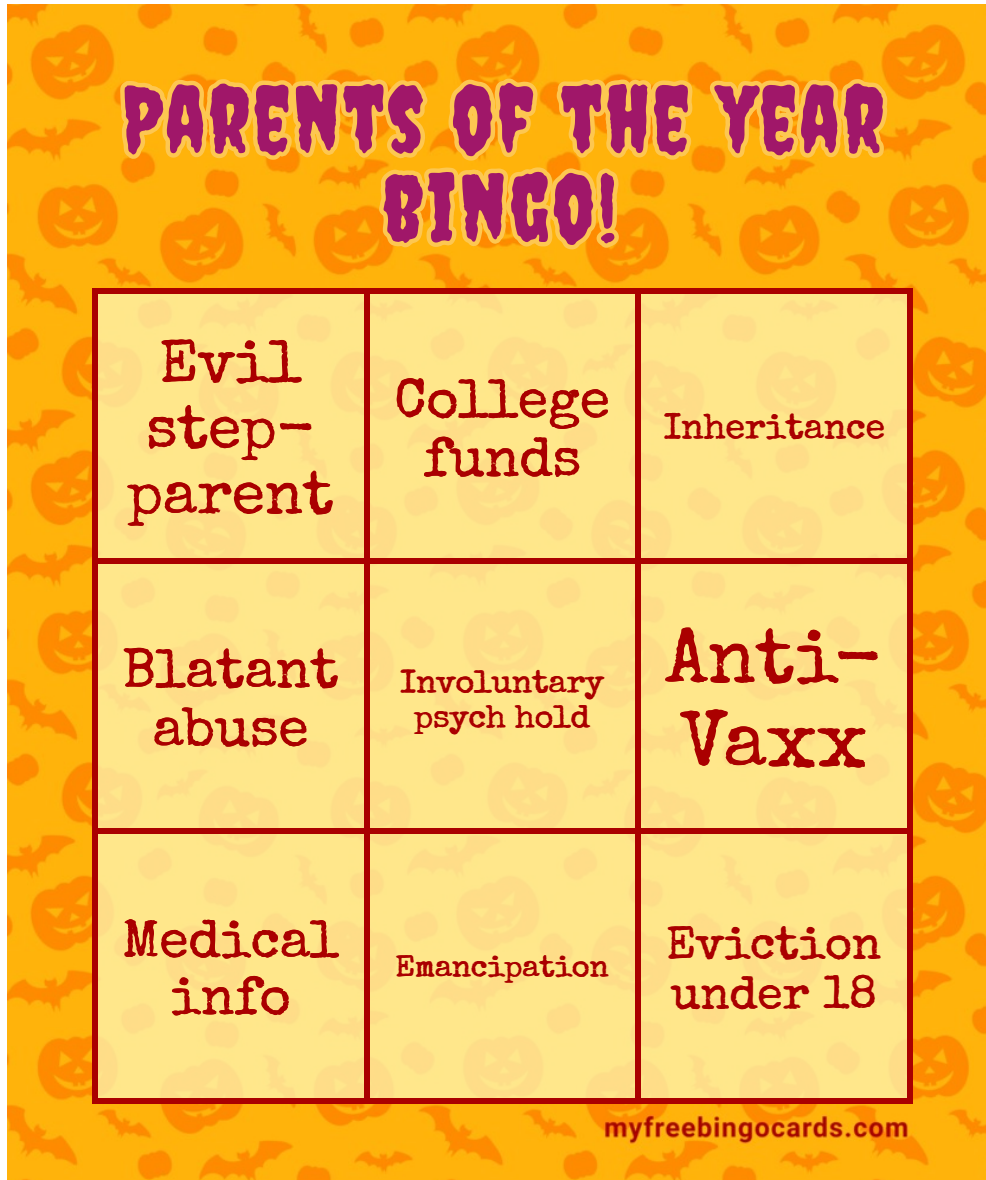 PARENTS OF THE YEAR
BINGO!
Evil
step-
parent
College
funds
Inheritance
Blatant
abuse
Involuntary
psych hold
Anti-
Vaxx
Medical
info
Emancipation
Eviction
under 18
myfreebingocards.com